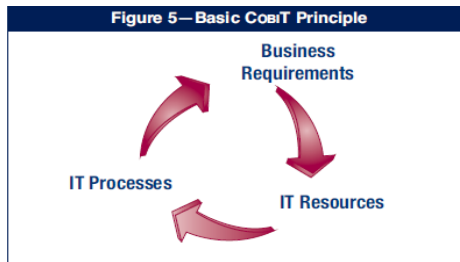 Figure 5—Basic COBIT Principle
Business
Requirements
IT Processes
IT Resources